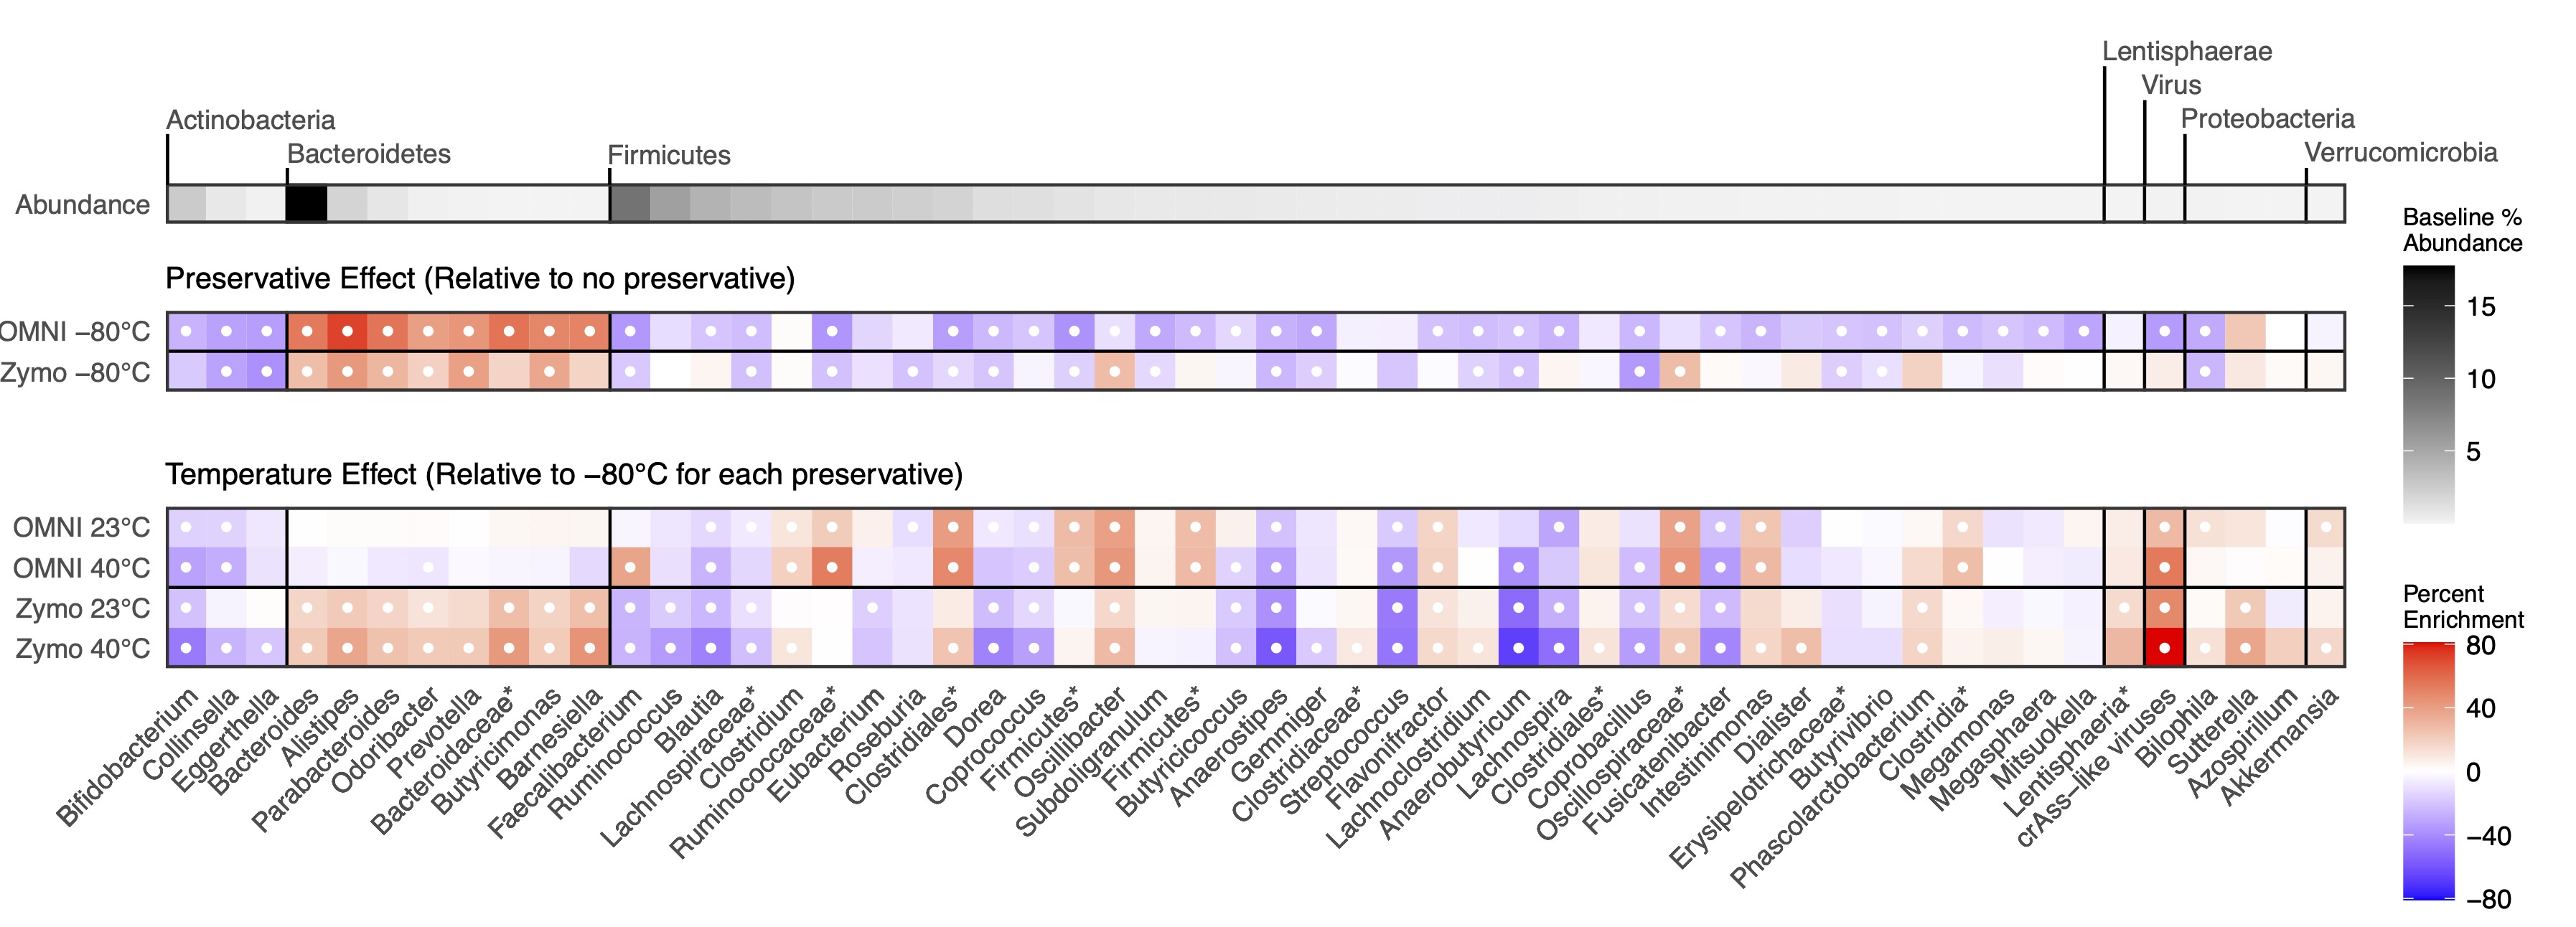 Lentisphaerae
Virus
Actinobacteria
Proteobacteria
Bacteroidetes
Firmicutes
Verrucomicrobia
Abundance
Baseline %
Abundance
15
10
5
Preservative Effect (Relative to no preservative)
OMNI −80°C
Zymo −80°C
Temperature Effect (Relative to −80°C for each preservative)
OMNI 23°C
OMNI 40°C
Zymo 23°C
Zymo 40°C
Percent
Enrichment
80
40
0
−40
−80
Bifidobacterium
Collinsella
Eggerthella
Bacteroides
Alistipes
Parabacteroides
Odoribacter
Prevotella
Bacteroidaceae*
Butyricimonas
Barnesiella
Faecalibacterium
Ruminococcus
Blautia
Lachnospiraceae*
Clostridium
Ruminococcaceae*
Eubacterium
Roseburia
Clostridiales*
Dorea
Coprococcus
Firmicutes*
Oscillibacter
Subdoligranulum
Firmicutes*
Butyricicoccus
Anaerostipes
Gemmiger
Clostridiaceae*
Streptococcus
Flavonifractor
Lachnoclostridium
Anaerobutyricum
Lachnospira
Clostridiales*
Coprobacillus
Oscillospiraceae*
Fusicatenibacter
Intestinimonas
Dialister
Erysipelotrichaceae*
Butyrivibrio
Phascolarctobacterium
Clostridia*
Megamonas
Megasphaera
Mitsuokella
Lentisphaeria*
crAss−like viruses
Bilophila
Sutterella
Azospirillum
Akkermansia